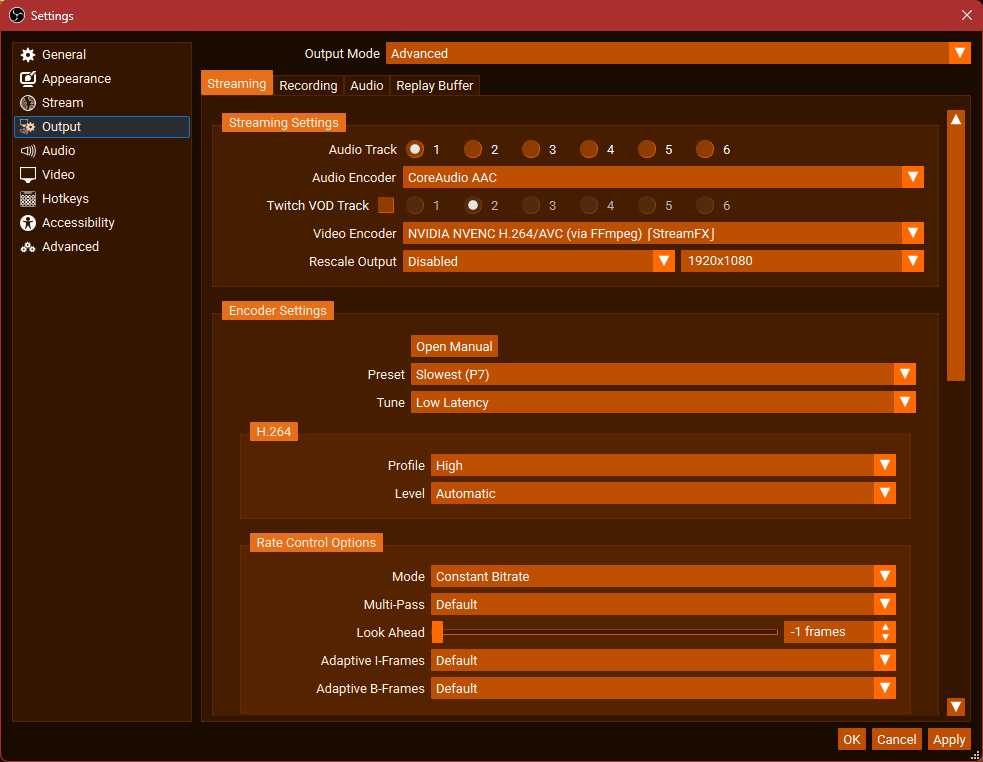 Settings
General
Appearance
Stream
Output
Audio
Video
Hotkeys
Accessibility
Advanced
Output Mode Advanced
Streaming Recording Audio Replay Buffer
Streaming Settings
Audio Track 1 2 3 4 5 6
Audio Encoder CoreAudio AAC
Twitch VOD Track 1 2 3 4 5 6
Video Encoder NVIDIA NVENC H.264/AVC (via FFmpeg) ⌈StreamFX⌋
Rescale Output Disabled 1920x1080
Encoder Settings
Open Manual
Preset Slowest (P7)
Tune Low Latency
H.264
Profile High
Level Automatic
Rate Control Options
Mode Constant Bitrate
Multi-Pass Default
Look Ahead -1 frames
Adaptive I-Frames Default
Adaptive B-Frames Default
OK Cancel Apply